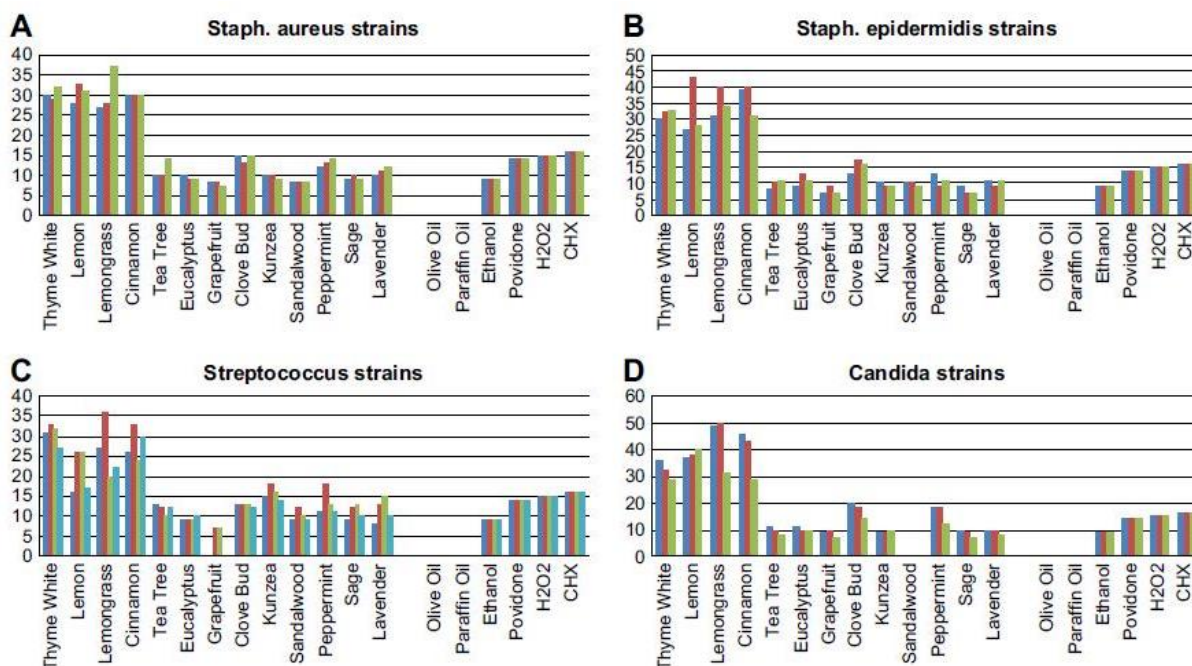 A
Staph. aureus strains
40
35
30
25
20
15
10
5
0
Thyme White
Lemon
Lemongrass
Cinnamon
Tea Tree
Eucalyptus
Grapefruit
Clove Bud
Kunzea
Sandalwood
Peppermint
Sage
Lavender
Olive Oil
Paraffin Oil
Ethanol
Povidone
H2O2
CHX
B
Staph. epidermidis strains
50
45
40
35
30
25
20
15
10
5
0
Thyme White
Lemon
Lemongrass
Cinnamon
Tea Tree
Eucalyptus
Grapefruit
Clove Bud
Kunzea
Sandalwood
Peppermint
Sage
Lavender
Olive Oil
Paraffin Oil
Ethanol
Povidone
H2O2
CHX
C
Streptococcus strains
40
35
30
25
20
15
10
5
0
Thyme White
Lemon
Lemongrass
Cinnamon
Tea Tree
Eucalyptus
Grapefruit
Clove Bud
Kunzea
Sandalwood
Peppermint
Sage
Lavender
Olive Oil
Paraffin Oil
Ethanol
Povidone
H2O2
CHX
D
Candida strains
60
50
40
30
20
10
0
Thyme White
Lemon
Lemongrass
Cinnamon
Tea Tree
Eucalyptus
Grapefruit
Clove Bud
Kunzea
Sandalwood
Peppermint
Sage
Lavender
Olive Oil
Paraffin Oil
Ethanol
Povidone
H2O2
CHX